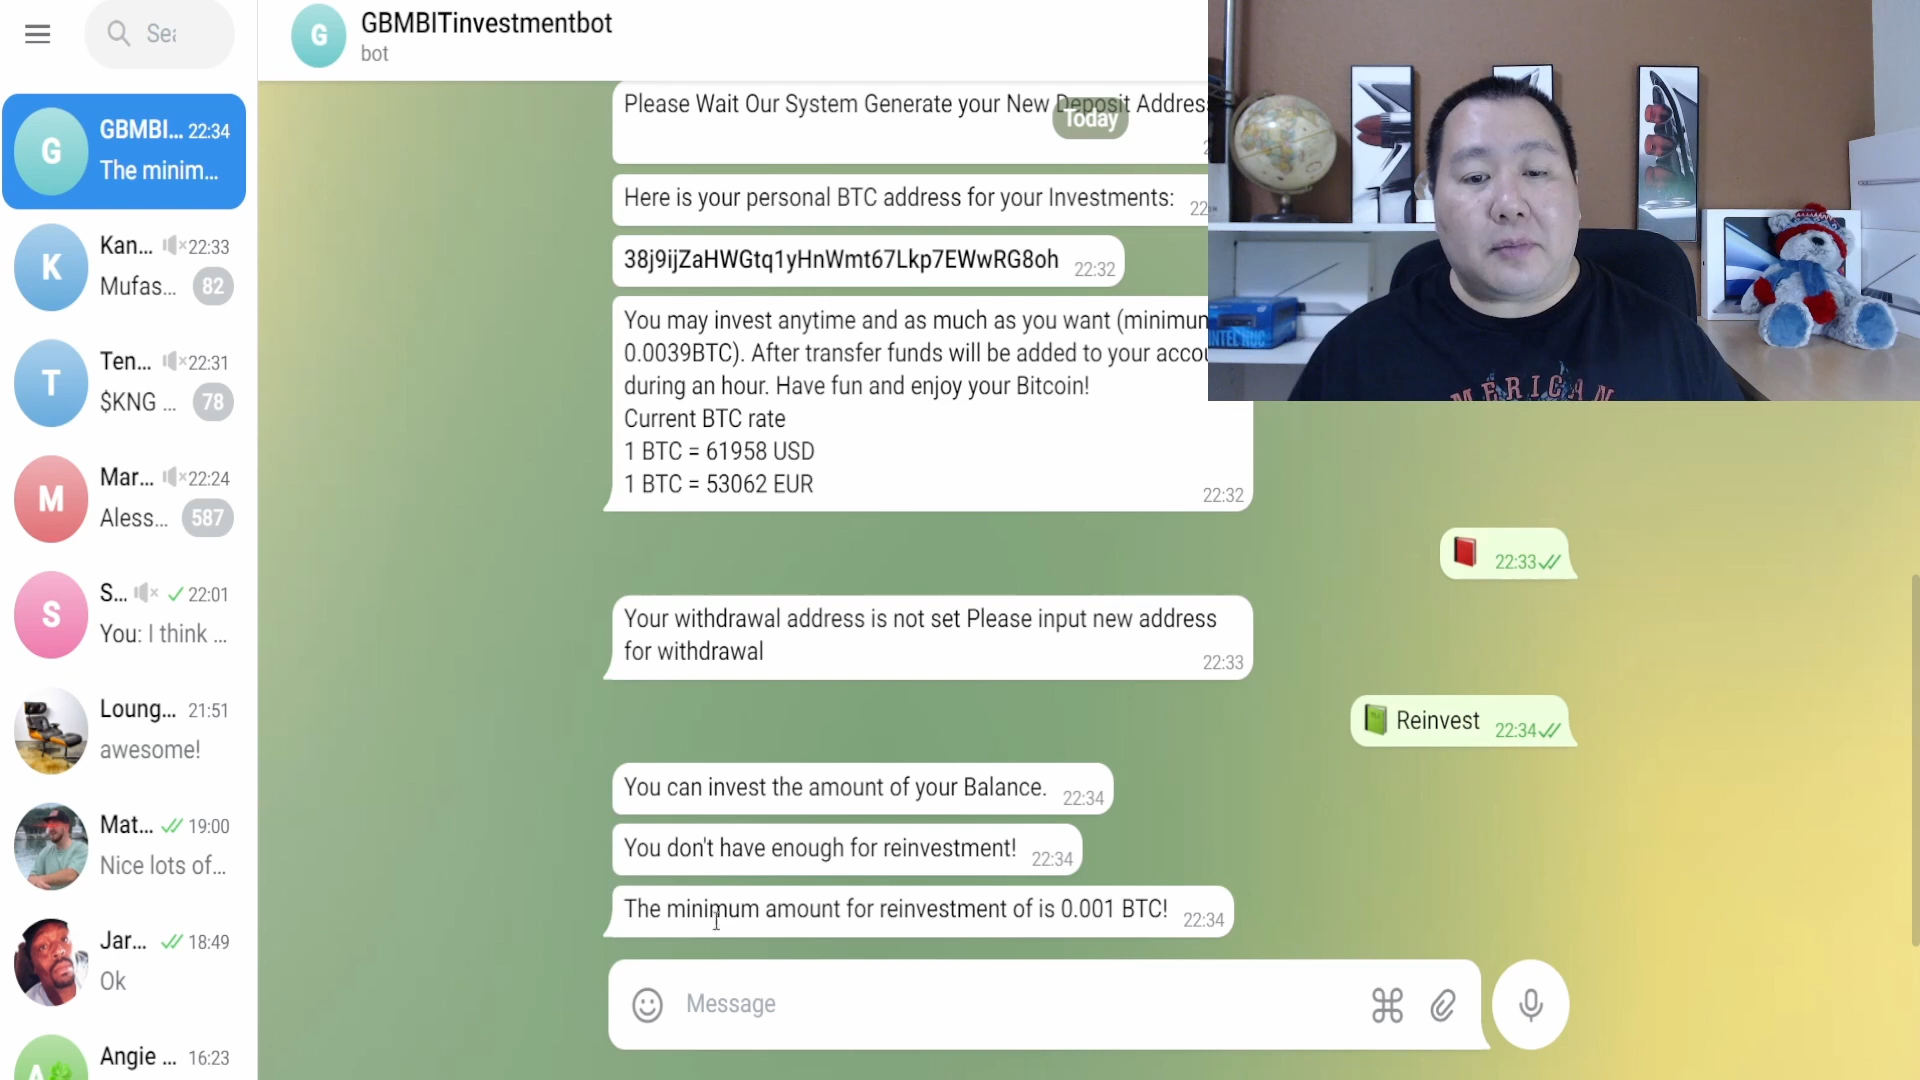 Sea
GBMBITinvestmentbot
bot
GBMBI... 22:34
The minim...
Kan... 22:33
Mufas... 82
Ten... 22:31
$KNG ... 78
Mar... 22:24
Aless... 587
S... 22:01
You: I think ...
Loung... 21:51
awesome!
Mat... 19:00
Nice lots of...
Jar... 18:49
Ok
Angie ... 16:23
Please Wait Our System Generate your New Deposit Address
Today
Here is your personal BTC address for your Investments:
38j9ijZaHWGtq1yHnWmt67Lkp7EWwRG8oh 22:32
You may invest anytime and as much as you want (minimum
0.0039BTC). After transfer funds will be added to your accou
during an hour. Have fun and enjoy your Bitcoin!
Current BTC rate
1 BTC = 61958 USD
1 BTC = 53062 EUR
22:32
22:33
Your withdrawal address is not set Please input new address
for withdrawal
22:33
Reinvest 22:34
You can invest the amount of your Balance. 22:34
You don't have enough for reinvestment! 22:34
The minimum amount for reinvestment of is 0.001 BTC! 22:34
Message
G
G
K
T
M
S
A
INTEL NUC
MERICAN